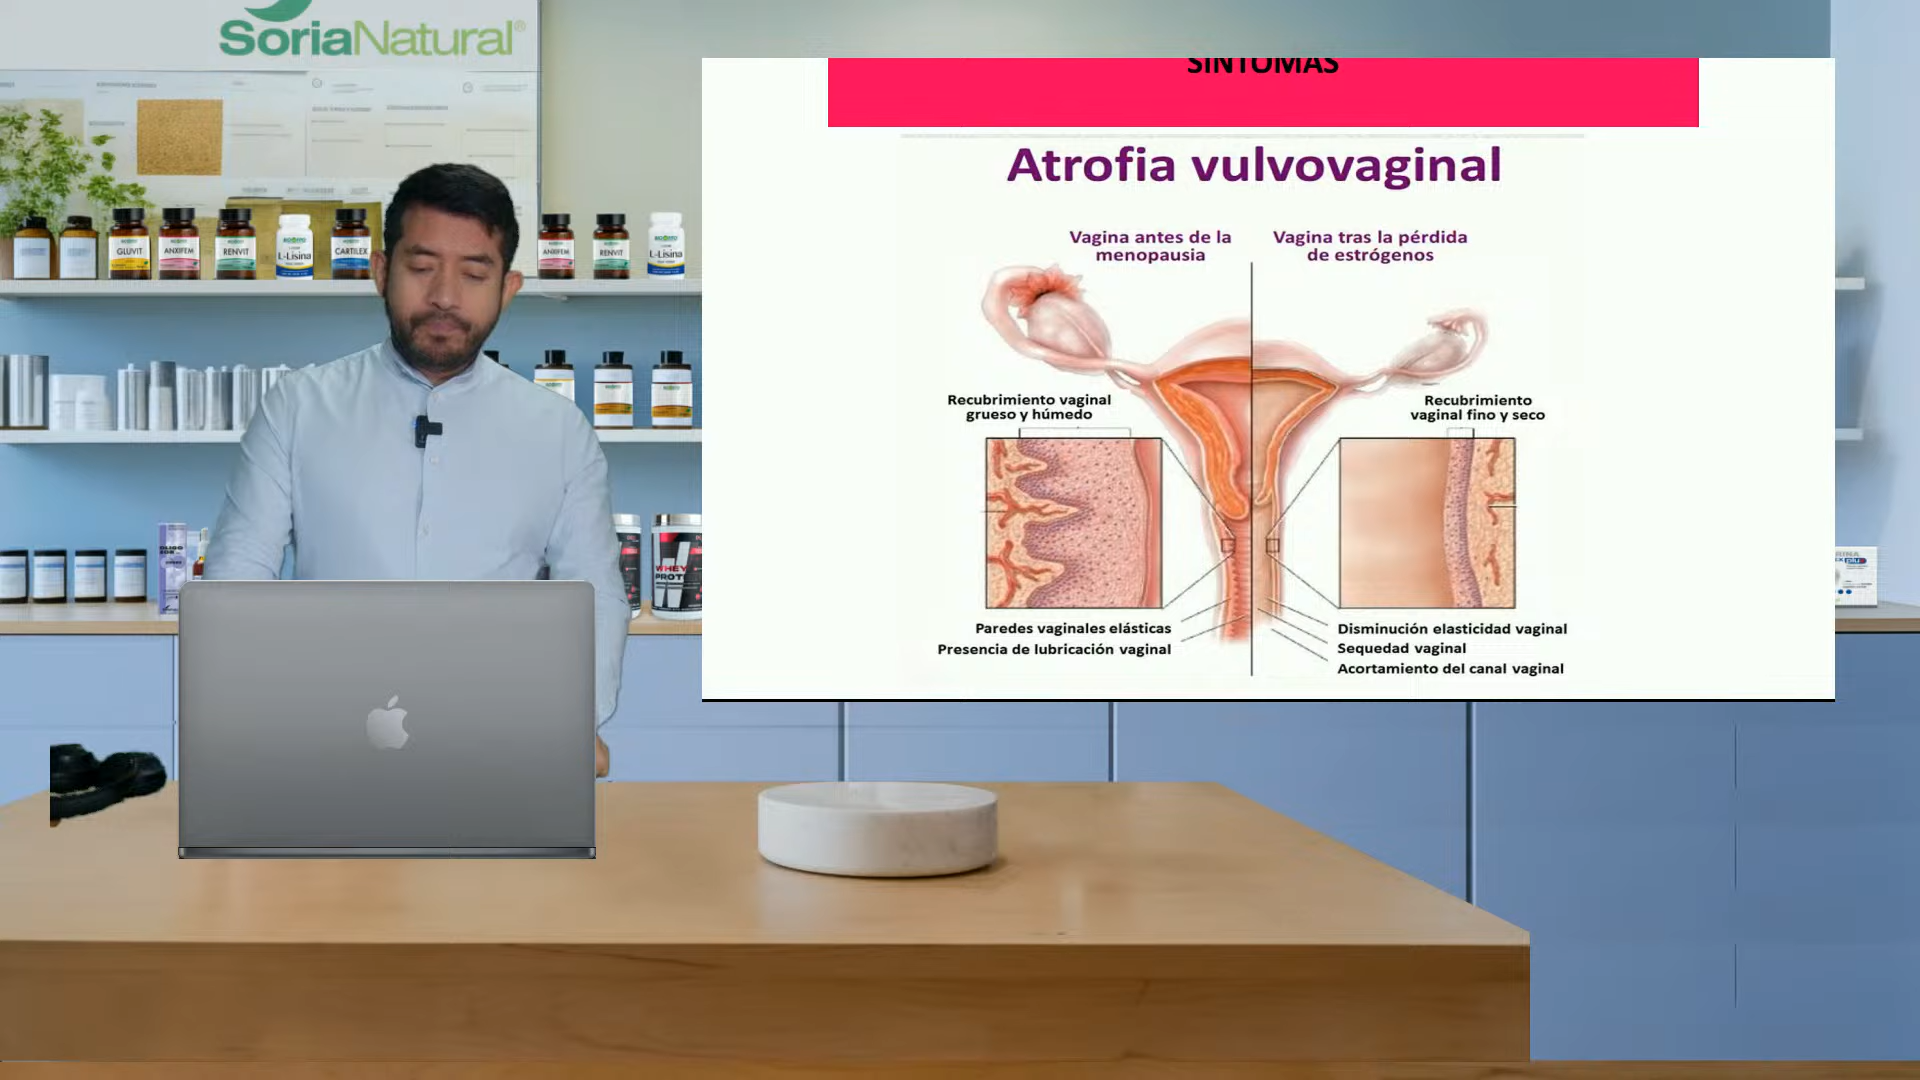 SoriaNatural®
SÍNTOMAS
Atrofia vulvovaginal
Vagina antes de la
menopausia
Vagina tras la pérdida
de estrógenos
Recubrimiento vaginal
grueso y húmedo
Recubrimiento
vaginal fino y seco
Paredes vaginales elásticas
Presencia de lubricación vaginal
Disminución elasticidad vaginal
Sequedad vaginal
Acortamiento del canal vaginal
GLUVIT
ANXIFEM
RENVIT
L-Lisina
CARTILEX
ANXIFEM
RENVIT
L-Lisina
WHEY